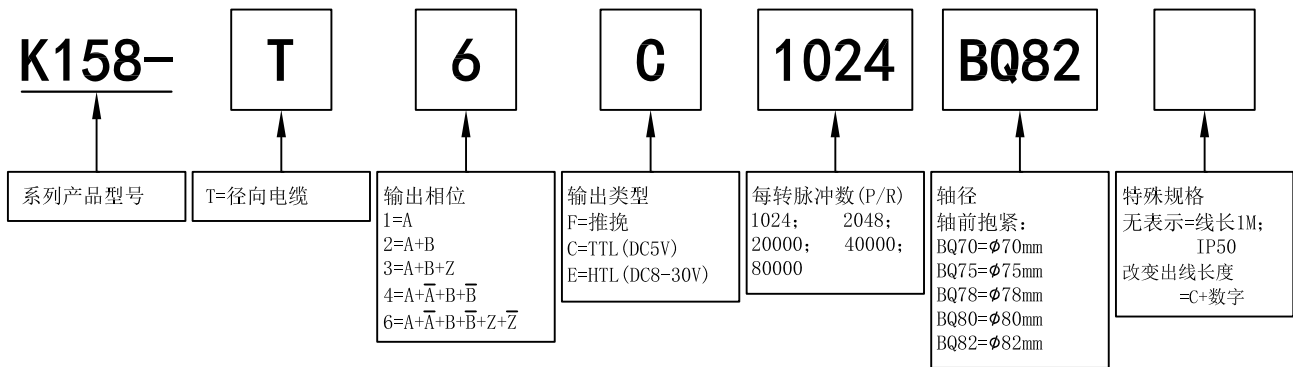 K158-
T
6
C
1024
BQ82
系列产品型号
T=径向电缆
输出相位
1=A
2=A+B
3=A+B+Z
4=A+A̅+B+B̅
6=A+A̅+B+B̅+Z+Z̅
输出类型
F=推挽
C=TTL(DC5V)
E=HTL(DC8-30V)
每转脉冲数(P/R)
1024; 2048;
20000; 40000;
80000
轴径
轴前抱紧:
BQ70=ϕ70mm
BQ75=ϕ75mm
BQ78=ϕ78mm
BQ80=ϕ80mm
BQ82=ϕ82mm
特殊规格
无表示=线长1M;
IP50
改变出线长度
=C+数字